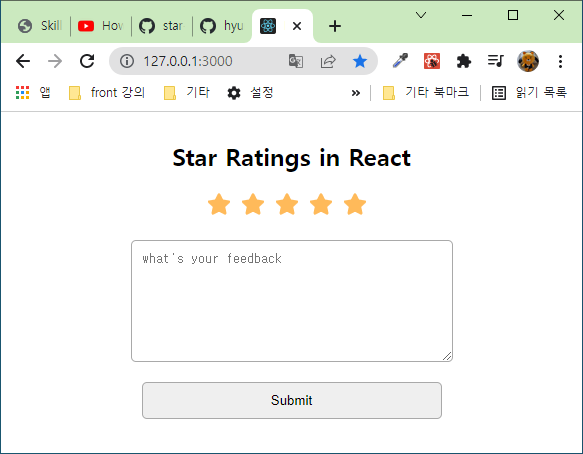 Skill
How
star
hyu
127.0.0.1:3000
앱 front 강의 기타 설정 » 기타 북마크 읽기 목록
Star Ratings in React
what's your feedback
Submit